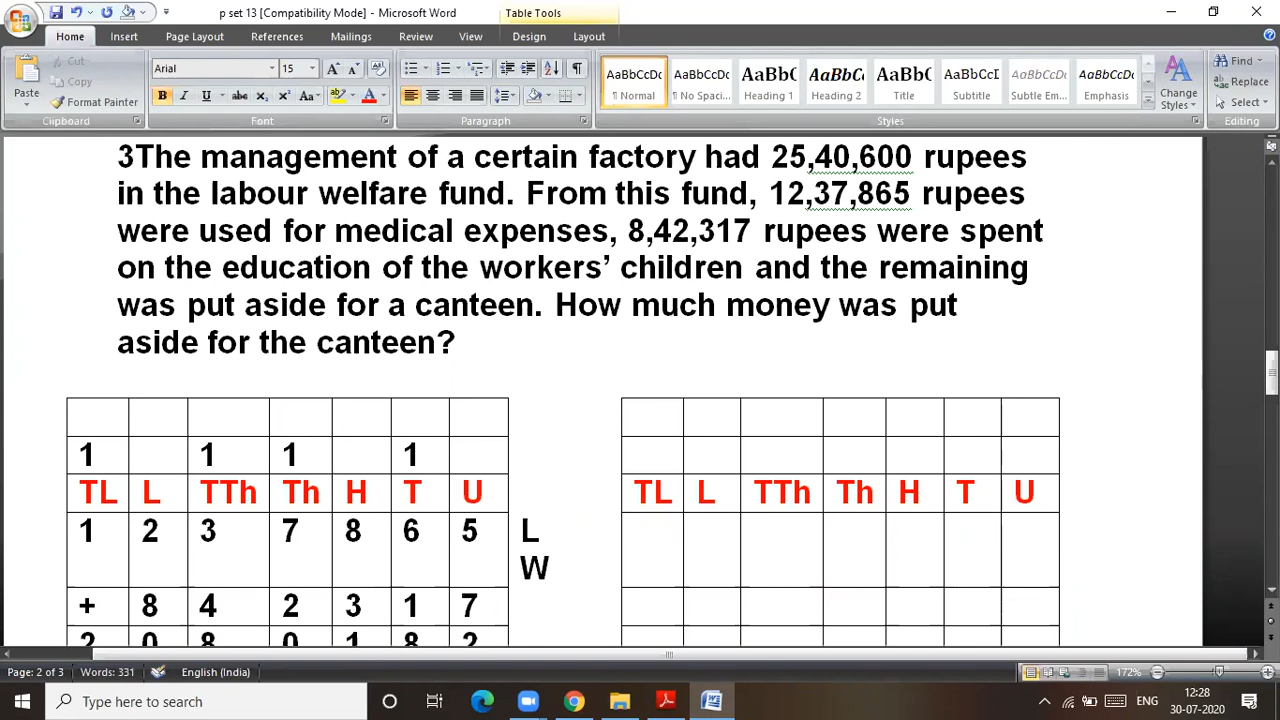 p set 13 [Compatibility Mode] - Microsoft Word
Table Tools
Home Insert Page Layout References Mailings Review View Design Layout
Cut
Copy
Format Painter
Paste
Clipboard
Arial 15
Font
Paragraph
AaBbCcDc AaBbCcDc AaBbC AaBbCc AaBbC AaBbCcI AaBbCcDc AaBbCcDc
¶ Normal ¶ No Spaci... Heading 1 Heading 2 Title Subtitle Subtle Em... Emphasis
Change Styles
Styles
Find
Replace
Select
Editing
3The management of a certain factory had 25,40,600 rupees
in the labour welfare fund. From this fund, 12,37,865 rupees
were used for medical expenses, 8,42,317 rupees were spent
on the education of the workers’ children and the remaining
was put aside for a canteen. How much money was put
aside for the canteen?
1 1 1 1
TL L TTh Th H T U
1 2 3 7 8 6 5 L
W
+ 8 4 2 3 1 7
2 0 8 0 1 8 2
TL L TTh Th H T U
Page: 2 of 3 Words: 331 English (India) 172%
Type here to search
ENG
12:28
30-07-2020